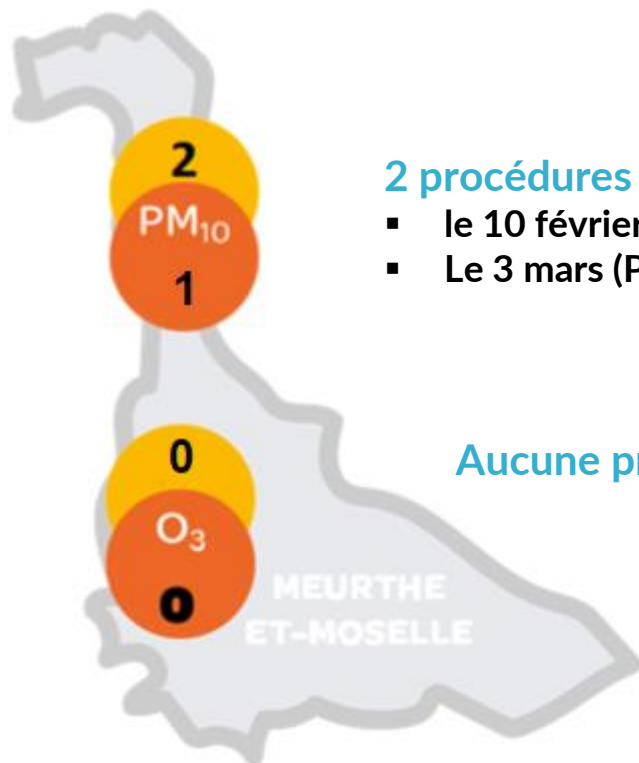 2
PM₁₀
1
2 procédures
▪ le 10 février
▪ Le 3 mars (P
0
O₃
0
Aucune pr
MEURTHE
ET-MOSELLE